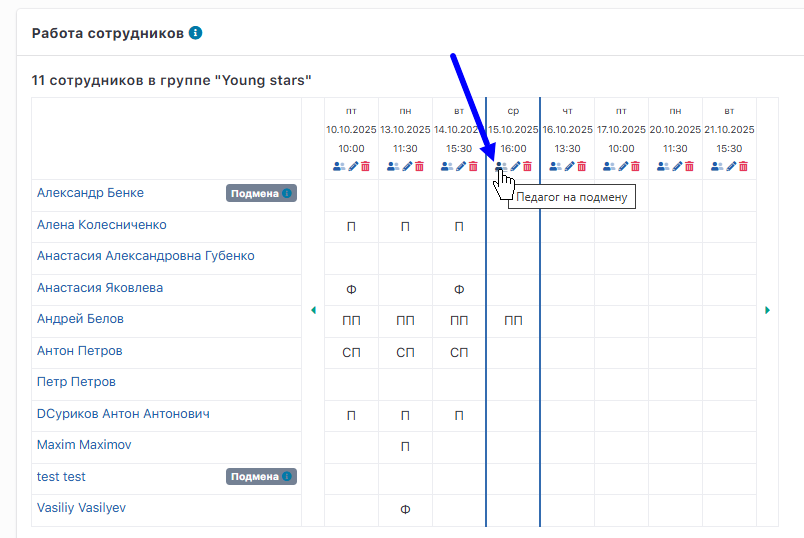 Работа сотрудников
11 сотрудников в группе "Young stars"
пт пн вт ср чт пт пн вт
10.10.2025 13.10.2025 14.10.2025 15.10.2025 16.10.2025 17.10.2025 20.10.2025 21.10.2025
10:00 11:30 15:30 16:00 13:30 10:00 11:30 15:30
Александр Бенке Подмена
Педагог на подмену
Алена Колесниченко П П П
Анастасия Александровна Губенко
Анастасия Яковлева Ф Ф
Андрей Белов ПП ПП ПП ПП
Антон Петров СП СП СП
Петр Петров
DСуриков Антон Антонович П П П
Maxim Maximov П
test test Подмена
Vasiliy Vasilyev Ф